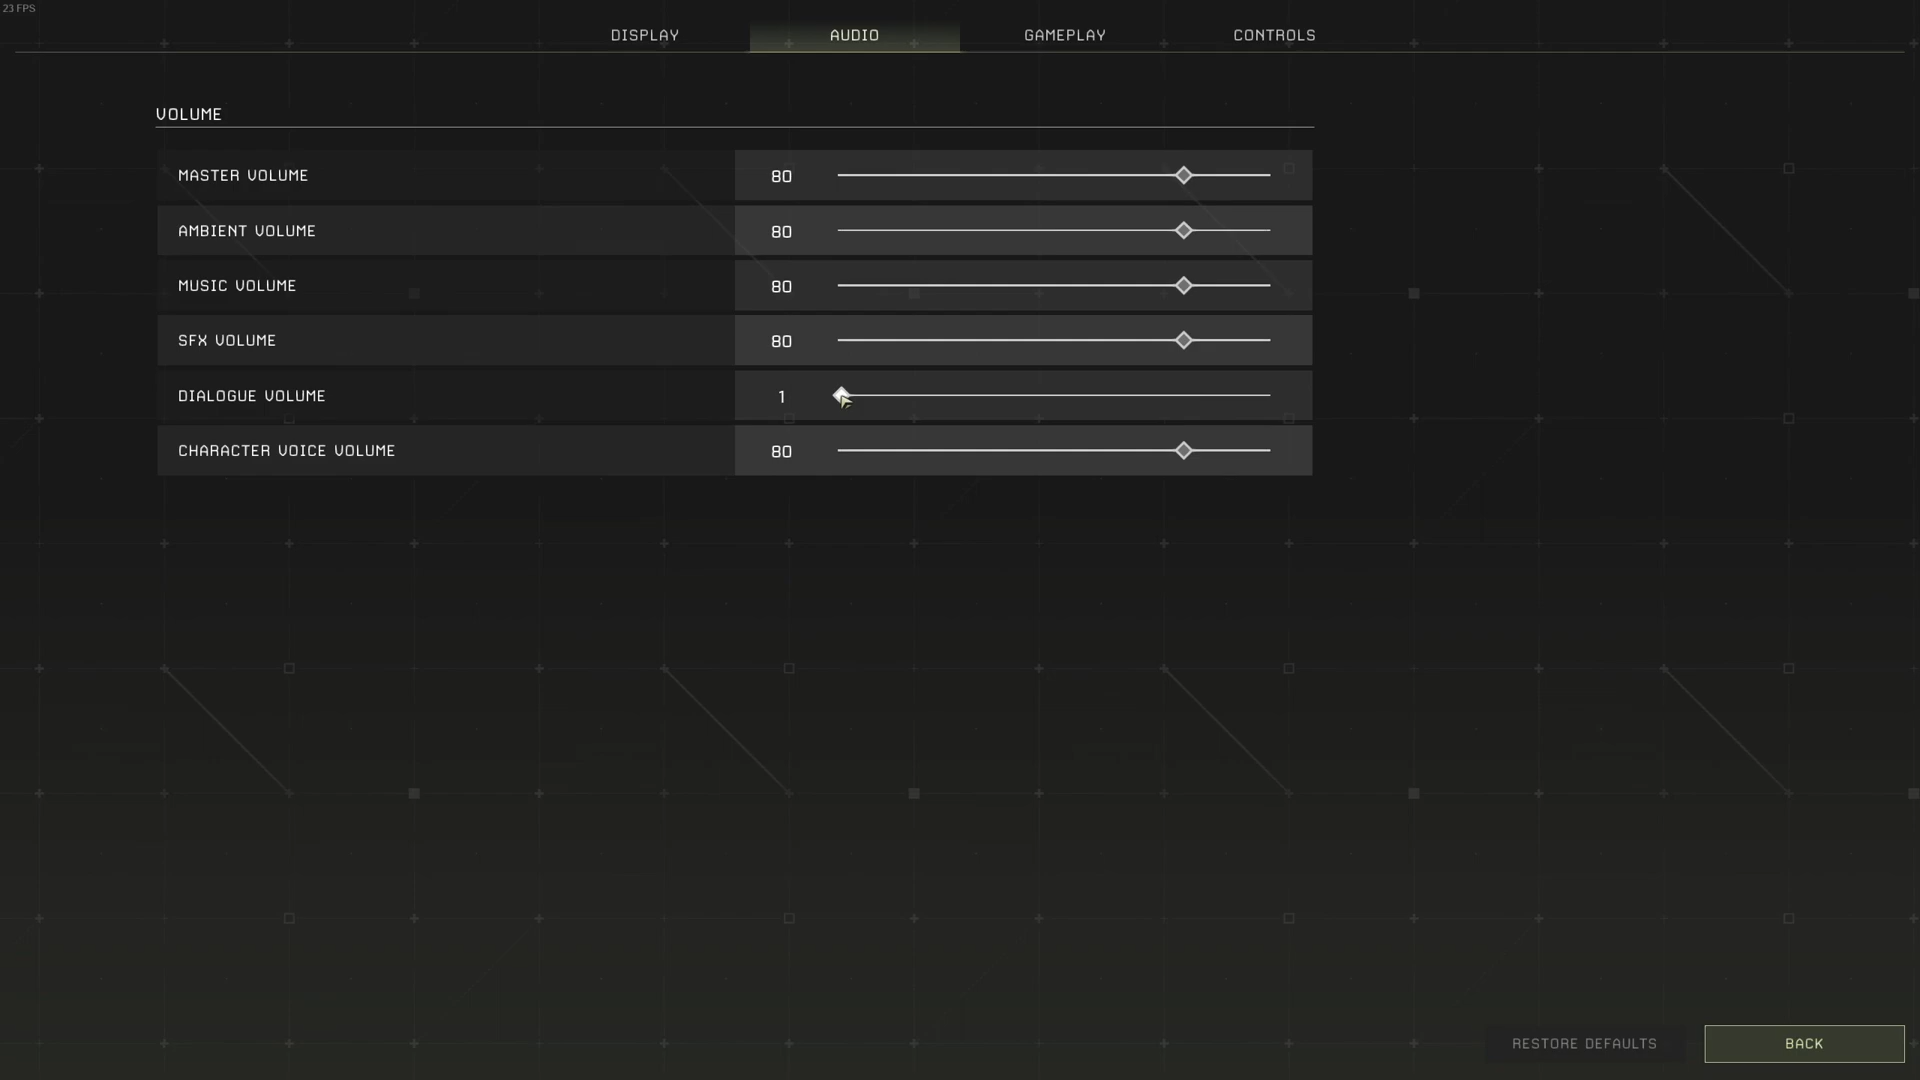 23 FPS
DISPLAY AUDIO GAMEPLAY CONTROLS
VOLUME
MASTER VOLUME 80
AMBIENT VOLUME 80
MUSIC VOLUME 80
SFX VOLUME 80
DIALOGUE VOLUME 1
CHARACTER VOICE VOLUME 80
RESTORE DEFAULTS BACK